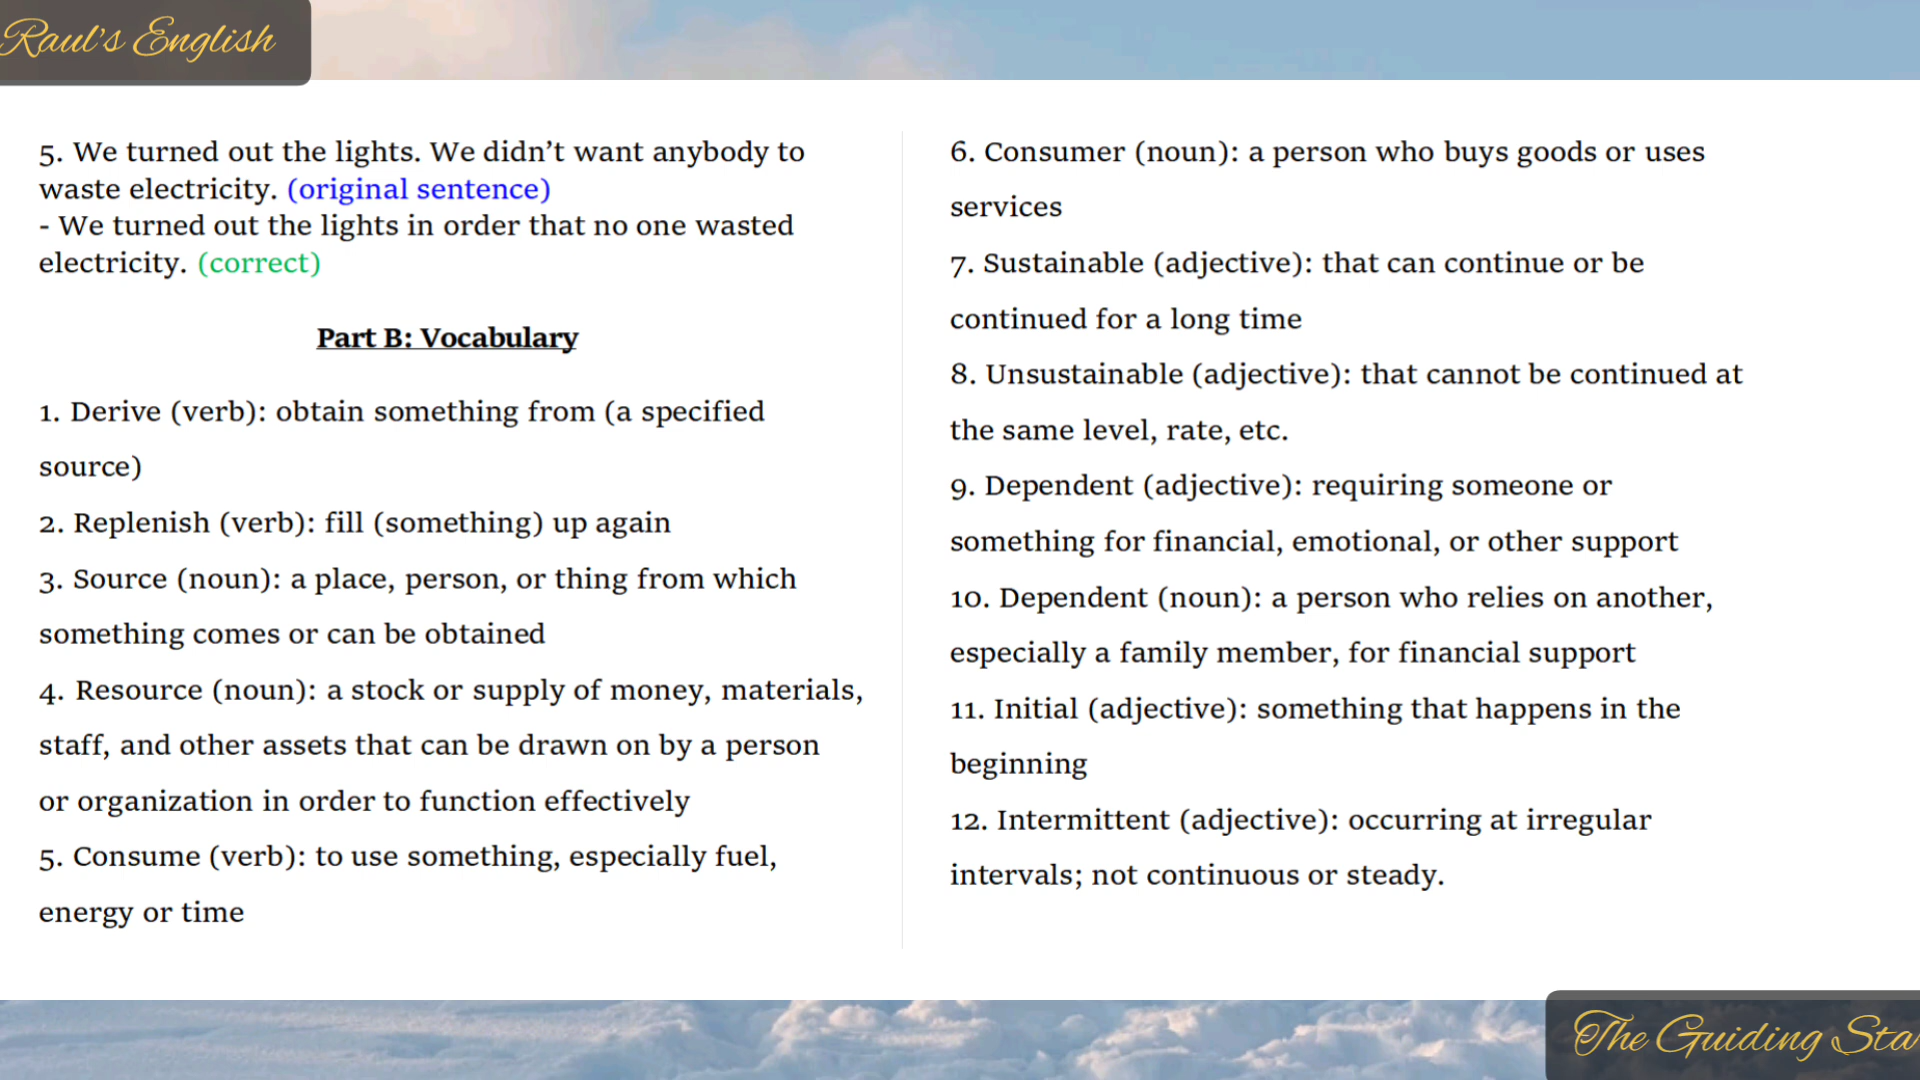 Raul's English
5. We turned out the lights. We didn't want anybody to
waste electricity. (original sentence)
- We turned out the lights in order that no one wasted
electricity. (correct)
Part B: Vocabulary
1. Derive (verb): obtain something from (a specified
source)
2. Replenish (verb): fill (something) up again
3. Source (noun): a place, person, or thing from which
something comes or can be obtained
4. Resource (noun): a stock or supply of money, materials,
staff, and other assets that can be drawn on by a person
or organization in order to function effectively
5. Consume (verb): to use something, especially fuel,
energy or time
6. Consumer (noun): a person who buys goods or uses
services
7. Sustainable (adjective): that can continue or be
continued for a long time
8. Unsustainable (adjective): that cannot be continued at
the same level, rate, etc.
9. Dependent (adjective): requiring someone or
something for financial, emotional, or other support
10. Dependent (noun): a person who relies on another,
especially a family member, for financial support
11. Initial (adjective): something that happens in the
beginning
12. Intermittent (adjective): occurring at irregular
intervals; not continuous or steady.
The Guiding Sta